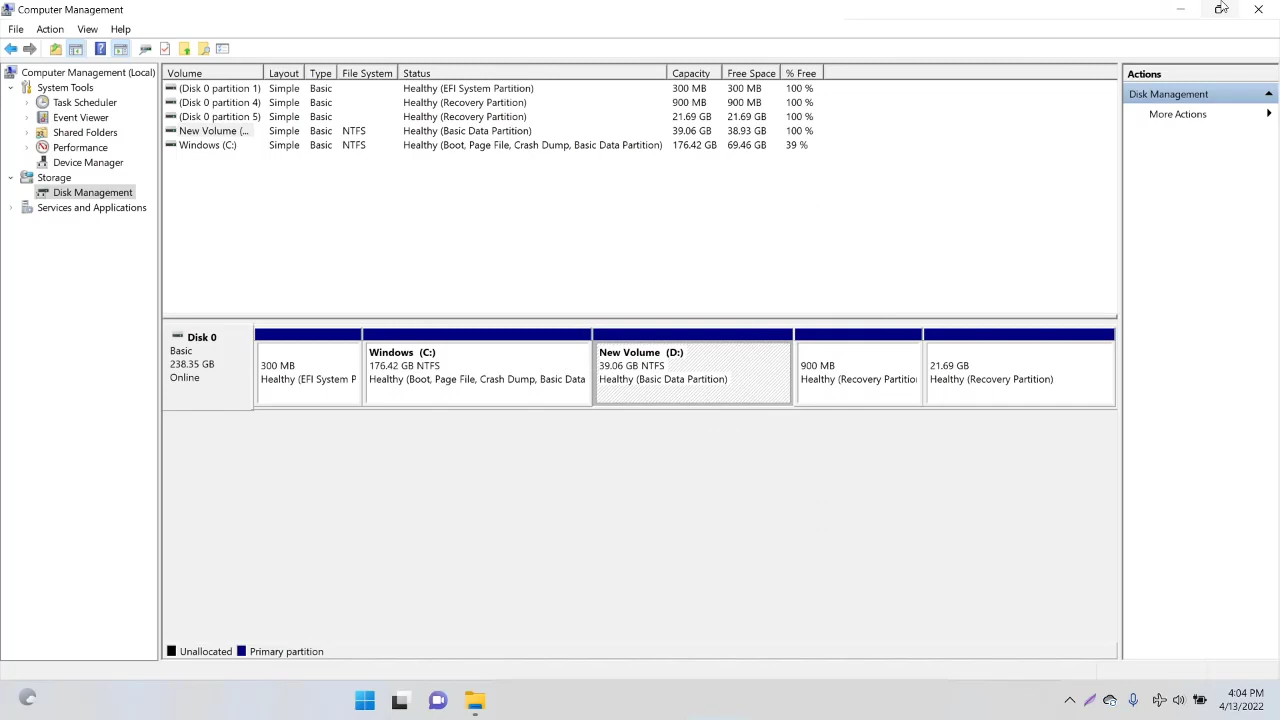 Computer Management
File Action View Help
Computer Management (Local)
System Tools
Task Scheduler
Event Viewer
Shared Folders
Performance
Device Manager
Storage
Disk Management
Services and Applications
Volume Layout Type File System Status Capacity Free Space % Free
(Disk 0 partition 1) Simple Basic Healthy (EFI System Partition) 300 MB 300 MB 100 %
(Disk 0 partition 4) Simple Basic Healthy (Recovery Partition) 900 MB 900 MB 100 %
(Disk 0 partition 5) Simple Basic Healthy (Recovery Partition) 21.69 GB 21.69 GB 100 %
New Volume (... Simple Basic NTFS Healthy (Basic Data Partition) 39.06 GB 38.93 GB 100 %
Windows (C:) Simple Basic NTFS Healthy (Boot, Page File, Crash Dump, Basic Data Partition) 176.42 GB 69.46 GB 39 %
Disk 0
Basic
238.35 GB
Online
300 MB
Healthy (EFI System P
Windows (C:)
176.42 GB NTFS
Healthy (Boot, Page File, Crash Dump, Basic Data
New Volume (D:)
39.06 GB NTFS
Healthy (Basic Data Partition)
900 MB
Healthy (Recovery Partitio
21.69 GB
Healthy (Recovery Partition)
Unallocated Primary partition
Actions
Disk Management
More Actions
4:04 PM
4/13/2022